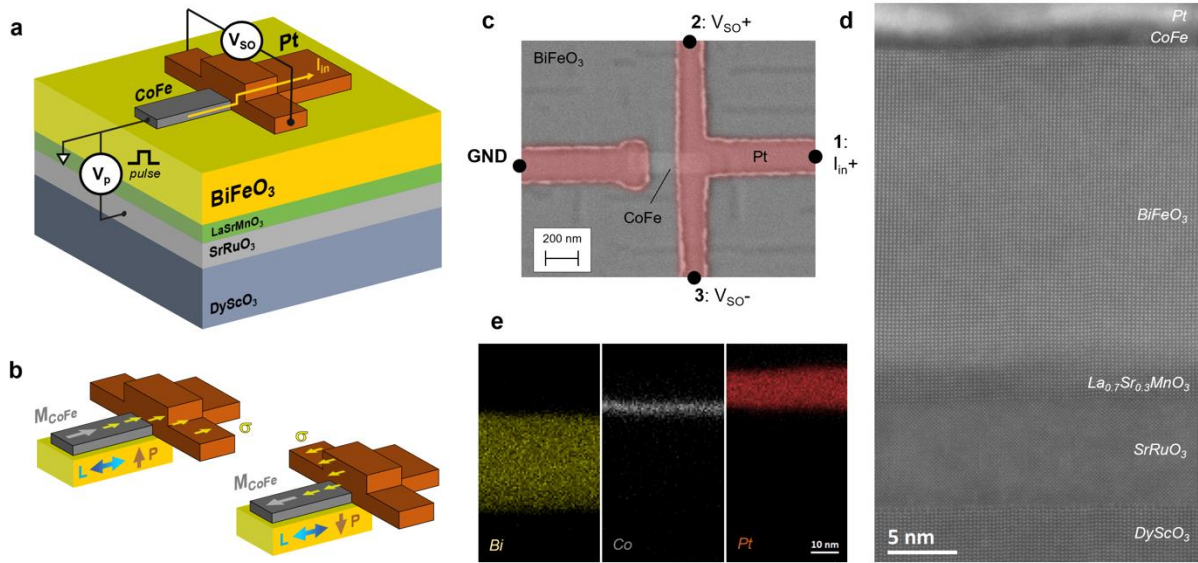 a
V_SO
Pt
I_in
CoFe
V_p
pulse
BiFeO₃
LaSrMnO₃
SrRuO₃
DyScO₃
b
M_CoFe
σ
L
P
σ
M_CoFe
L
P
c
2: V_SO+
BiFeO₃
GND
Pt
1:
I_in+
CoFe
200 nm
3: V_SO-
d
Pt
CoFe
BiFeO₃
La₀.₇Sr₀.₃MnO₃
SrRuO₃
DyScO₃
5 nm
e
Bi
Co
Pt
10 nm